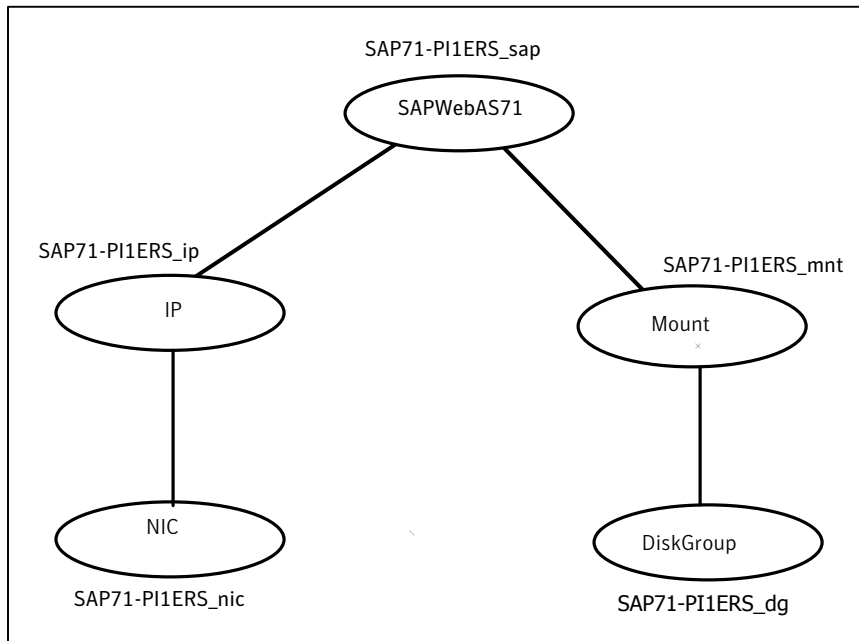 SAP71-PI1ERS_sap
SAPWebAS71
SAP71-PI1ERS_ip
IP
SAP71-PI1ERS_mnt
Mount
NIC
SAP71-PI1ERS_nic
DiskGroup
SAP71-PI1ERS_dg